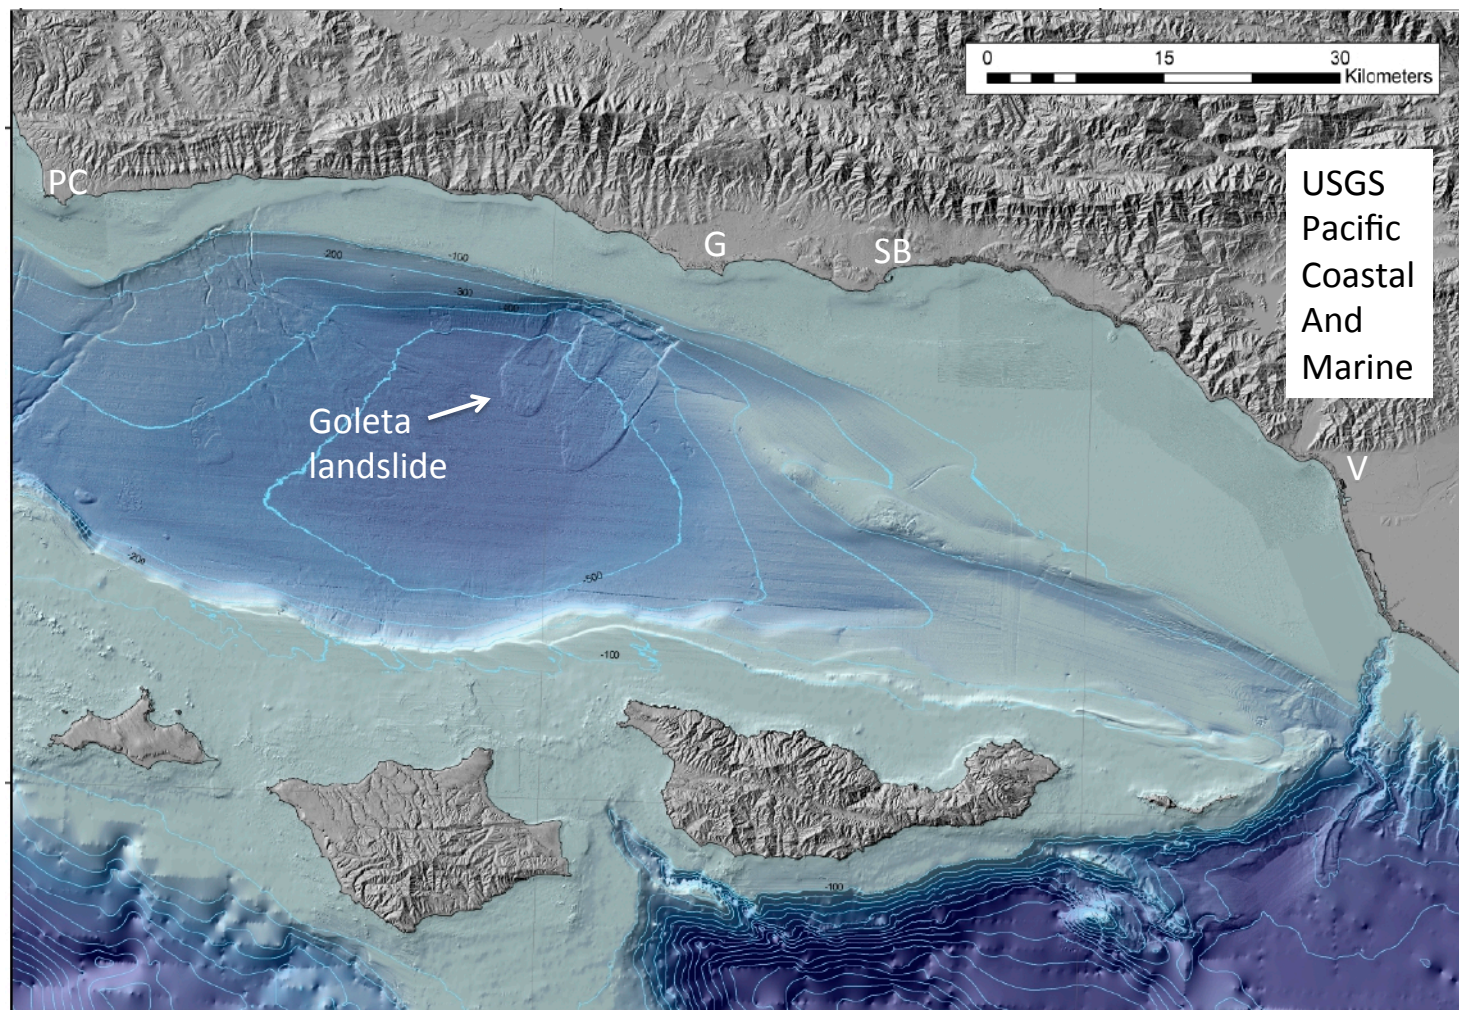 0 15 30
Kilometers
USGS
Pacific
Coastal
And
Marine
PC
G
SB
-200
-100
-300
-400
Goleta
landslide
V
-200
-500
-100
-100